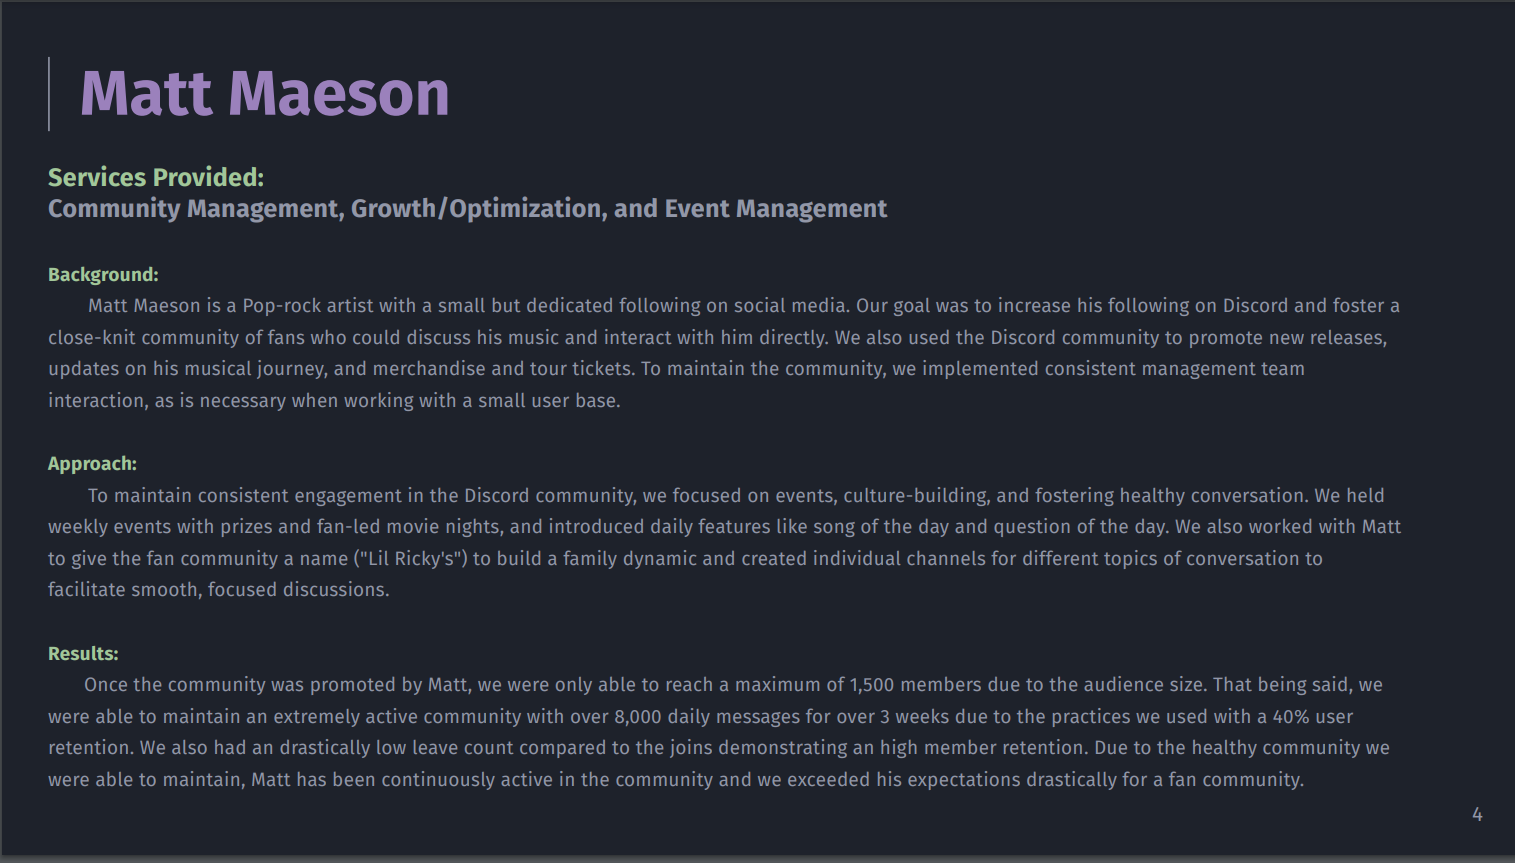 Matt Maeson
Services Provided:
Community Management, Growth/Optimization, and Event Management
Background:
Matt Maeson is a Pop-rock artist with a small but dedicated following on social media. Our goal was to increase his following on Discord and foster a
close-knit community of fans who could discuss his music and interact with him directly. We also used the Discord community to promote new releases,
updates on his musical journey, and merchandise and tour tickets. To maintain the community, we implemented consistent management team
interaction, as is necessary when working with a small user base.
Approach:
To maintain consistent engagement in the Discord community, we focused on events, culture-building, and fostering healthy conversation. We held
weekly events with prizes and fan-led movie nights, and introduced daily features like song of the day and question of the day. We also worked with Matt
to give the fan community a name ("Lil Ricky's") to build a family dynamic and created individual channels for different topics of conversation to
facilitate smooth, focused discussions.
Results:
Once the community was promoted by Matt, we were only able to reach a maximum of 1,500 members due to the audience size. That being said, we
were able to maintain an extremely active community with over 8,000 daily messages for over 3 weeks due to the practices we used with a 40% user
retention. We also had an drastically low leave count compared to the joins demonstrating an high member retention. Due to the healthy community we
were able to maintain, Matt has been continuously active in the community and we exceeded his expectations drastically for a fan community.
4